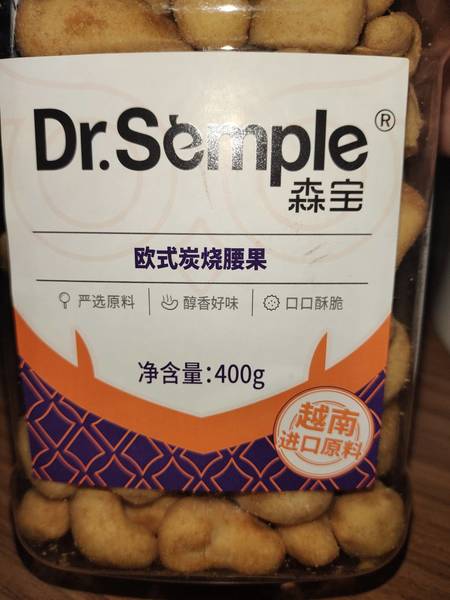 Dr.Semple®
森宝
欧式炭烧腰果
严选原料 醇香好味 口口酥脆
净含量:400g
越南
进口原料